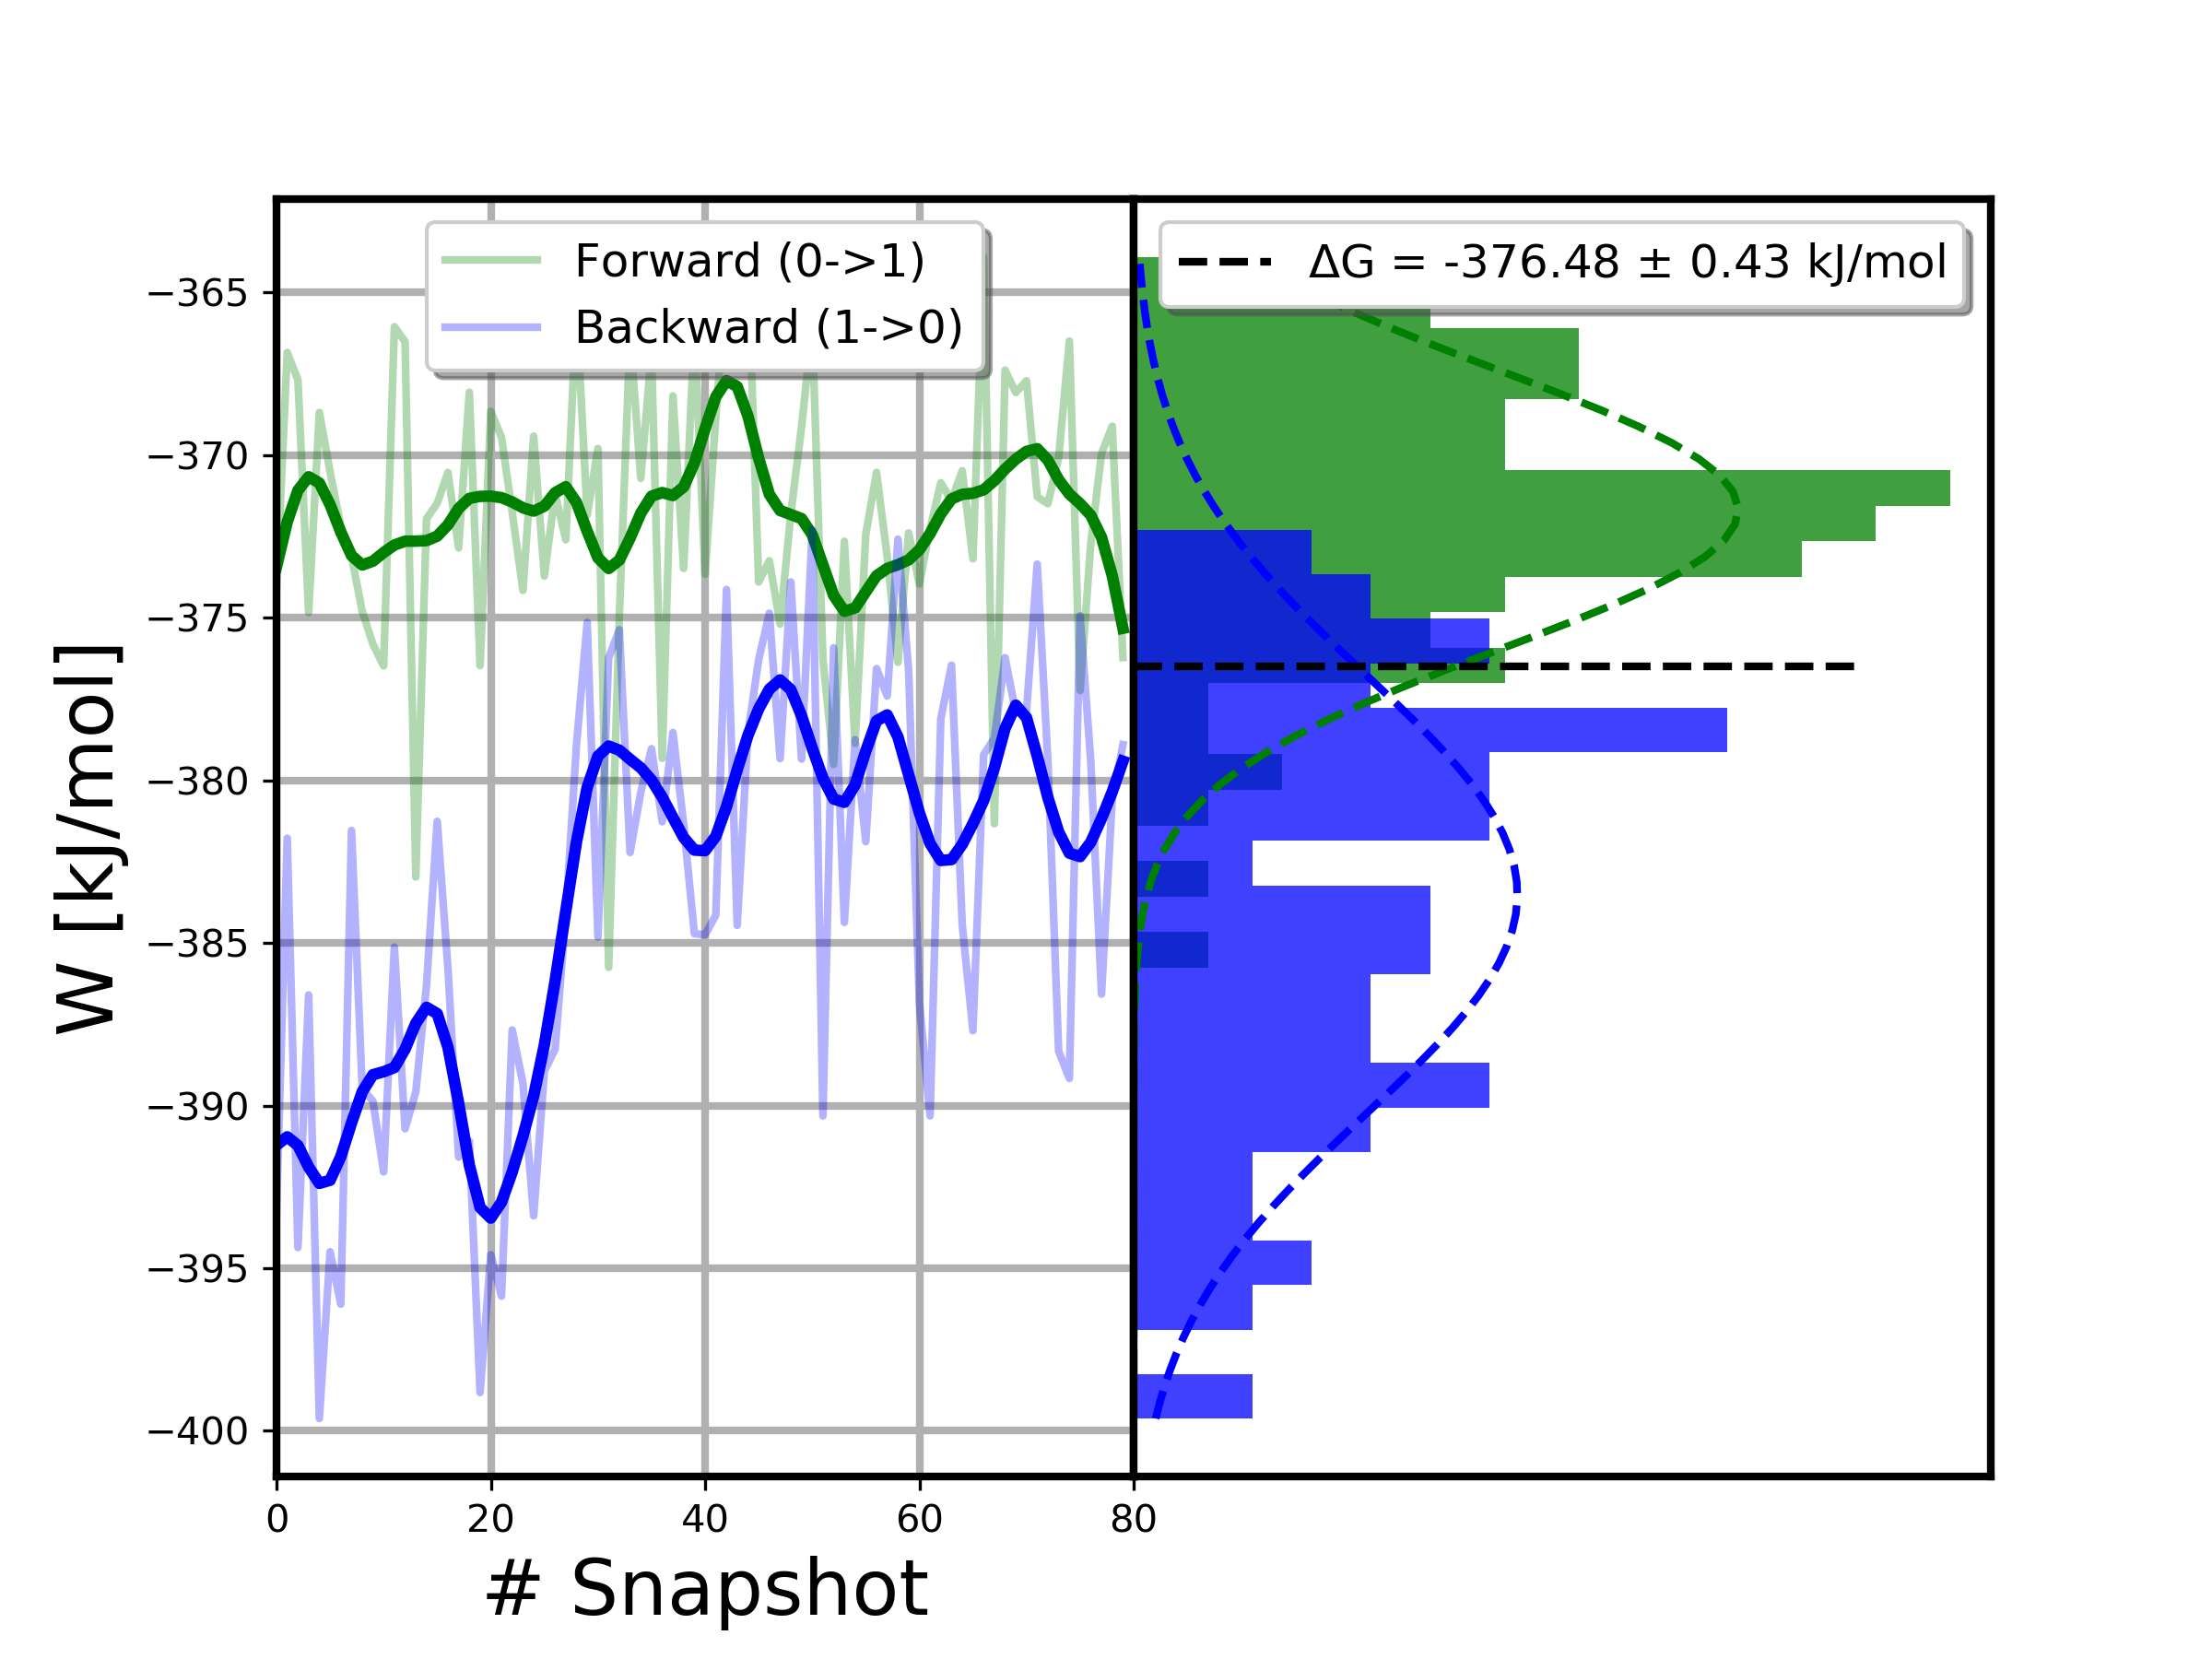 Forward (0->1)
Backward (1->0)
ΔG = -376.48 ± 0.43 kJ/mol
W [kJ/mol]
−365
−370
−375
−380
−385
−390
−395
−400
0 20 40 60 80
# Snapshot